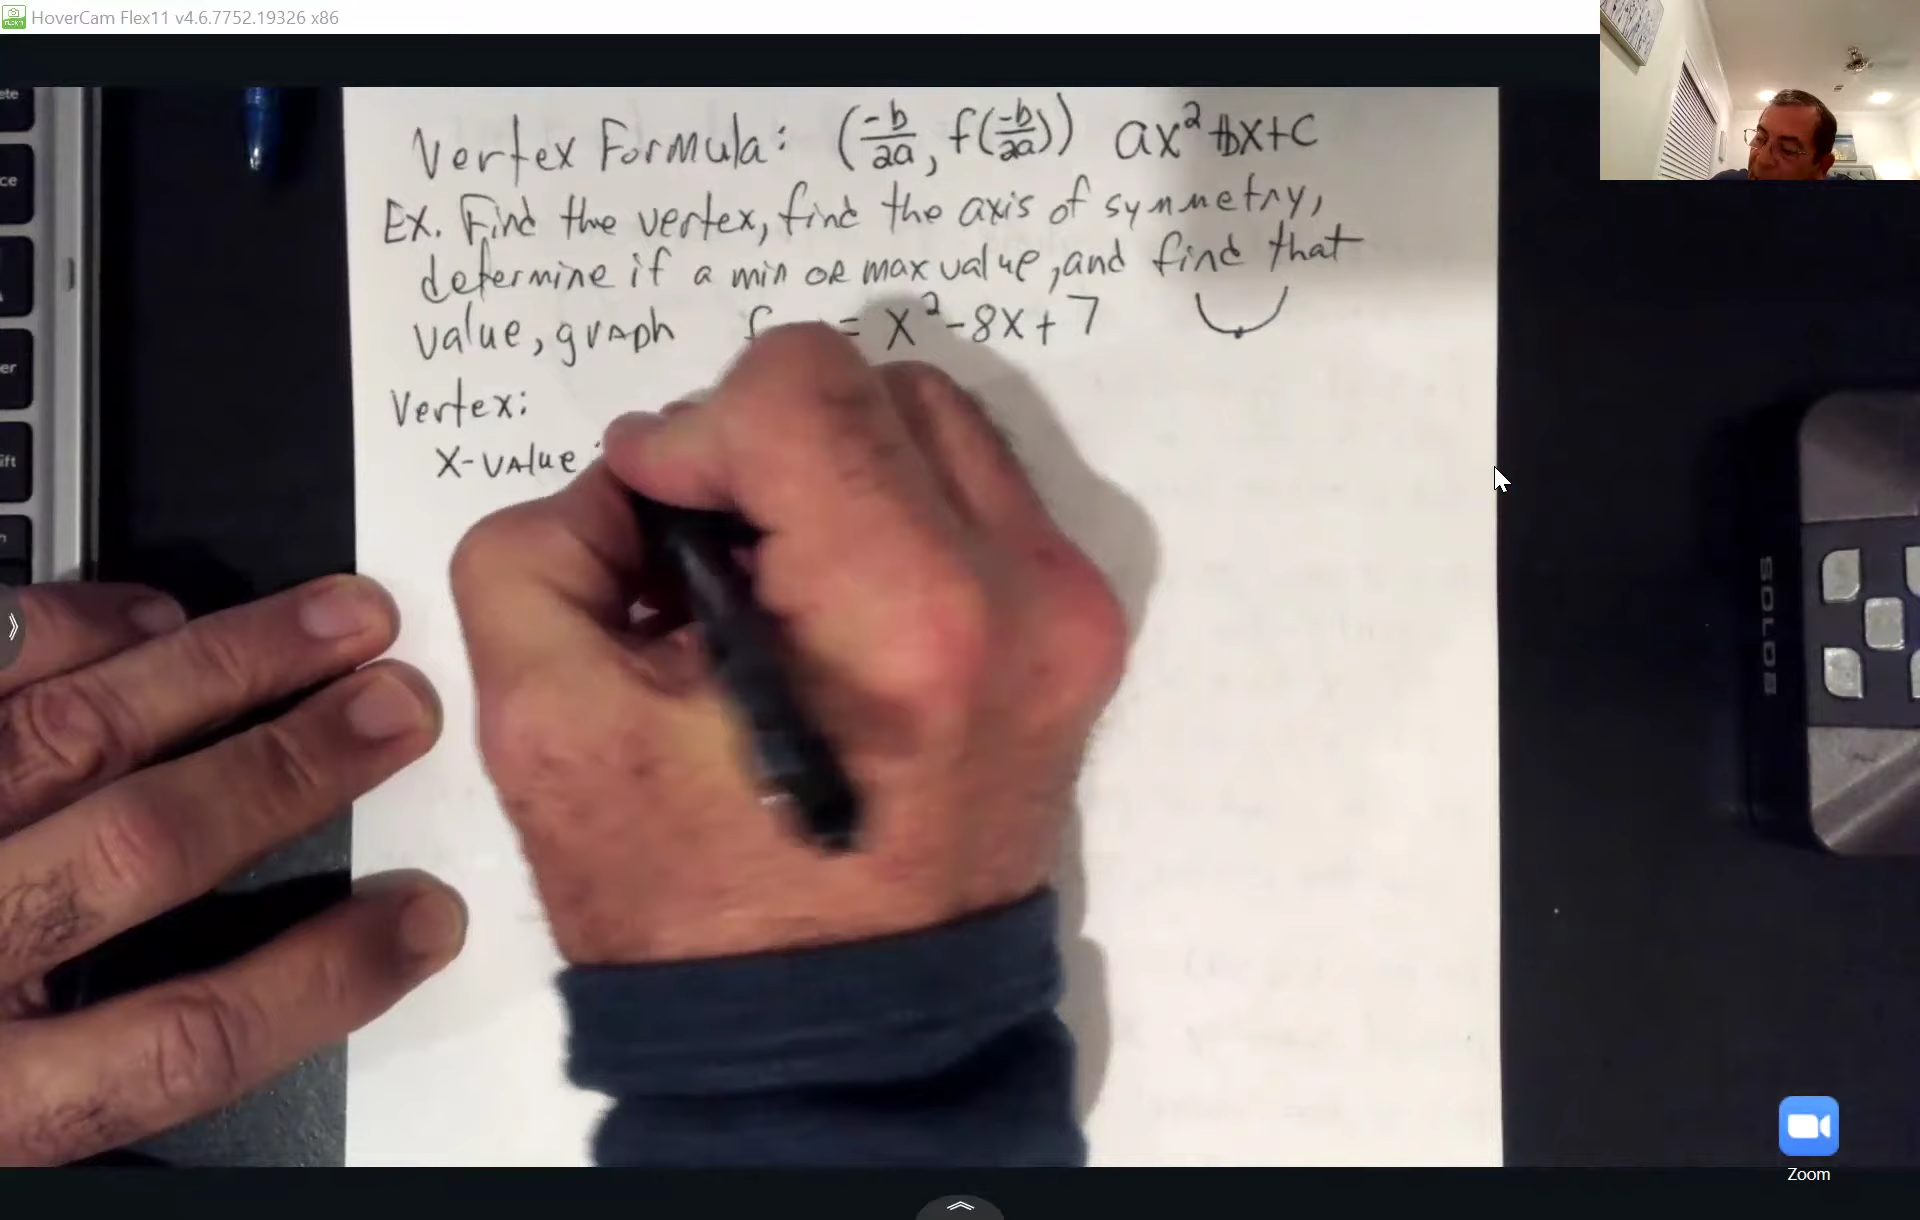 HoverCam Flex11 v4.6.7752.19326 x86
Vertex Formula: (-b/2a, f(-b/2a)) ax²+bx+c
Ex. Find the vertex, find the axis of symmetry,
determine if a min or max value, and find that
value, graph f = x²-8x+7
Vertex:
X-value
SOLDS
Zoom